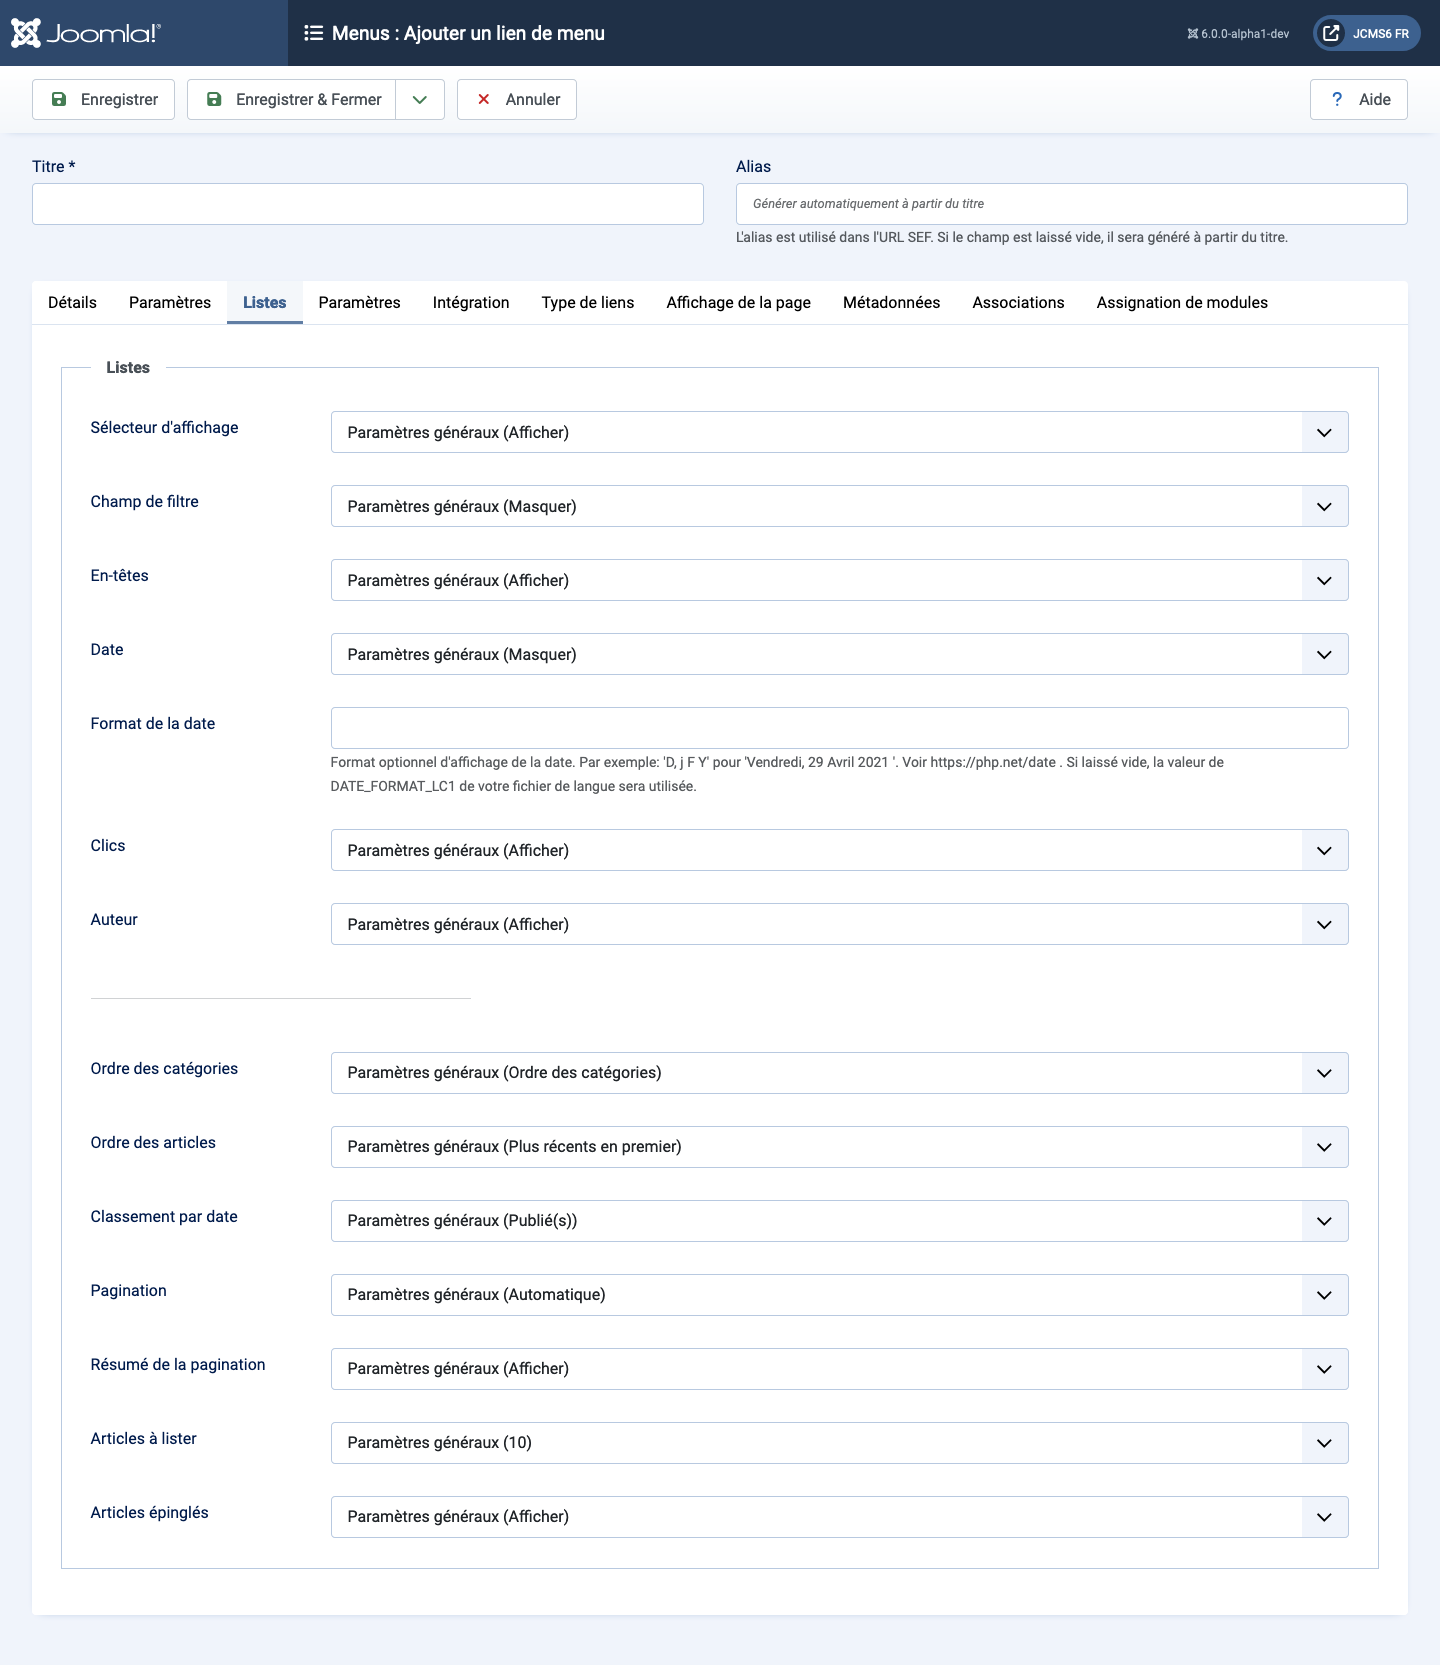 Joomla!®
Menus : Ajouter un lien de menu
6.0.0-alpha1-dev
JCMS6 FR
Enregistrer
Enregistrer & Fermer
Annuler
? Aide
Titre *
Alias
Générer automatiquement à partir du titre
L'alias est utilisé dans l'URL SEF. Si le champ est laissé vide, il sera généré à partir du titre.
Détails Paramètres Listes Paramètres Intégration Type de liens Affichage de la page Métadonnées Associations Assignation de modules
Listes
Sélecteur d'affichage
Paramètres généraux (Afficher)
Champ de filtre
Paramètres généraux (Masquer)
En-têtes
Paramètres généraux (Afficher)
Date
Paramètres généraux (Masquer)
Format de la date
Format optionnel d'affichage de la date. Par exemple: 'D, j F Y' pour 'Vendredi, 29 Avril 2021 '. Voir https://php.net/date . Si laissé vide, la valeur de
DATE_FORMAT_LC1 de votre fichier de langue sera utilisée.
Clics
Paramètres généraux (Afficher)
Auteur
Paramètres généraux (Afficher)
Ordre des catégories
Paramètres généraux (Ordre des catégories)
Ordre des articles
Paramètres généraux (Plus récents en premier)
Classement par date
Paramètres généraux (Publié(s))
Pagination
Paramètres généraux (Automatique)
Résumé de la pagination
Paramètres généraux (Afficher)
Articles à lister
Paramètres généraux (10)
Articles épinglés
Paramètres généraux (Afficher)